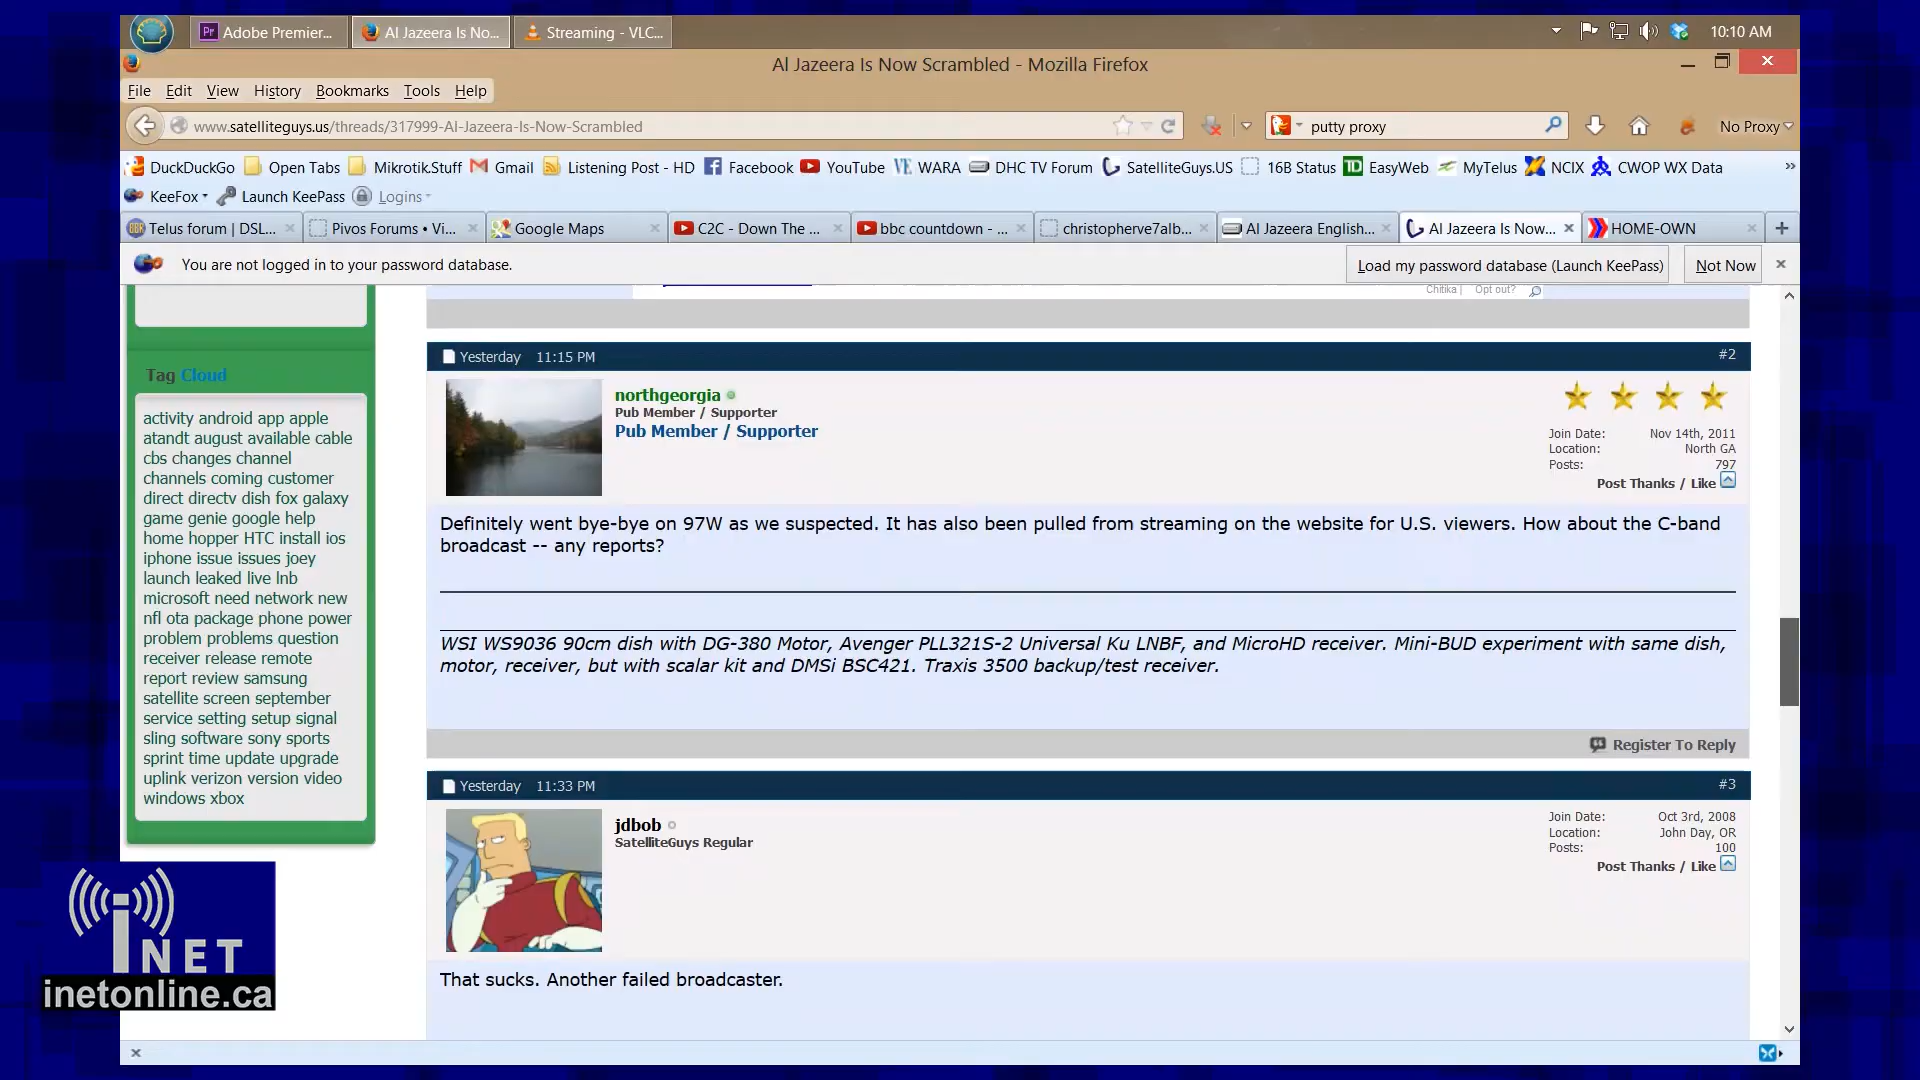 Adobe Premier...
Al Jazeera Is No...
Streaming - VLC...
10:10 AM
Al Jazeera Is Now Scrambled - Mozilla Firefox
File Edit View History Bookmarks Tools Help
www.satelliteguys.us/threads/317999-Al-Jazeera-Is-Now-Scrambled
putty proxy
No Proxy
DuckDuckGo Open Tabs Mikrotik.Stuff Gmail Listening Post - HD Facebook YouTube WARA DHC TV Forum SatelliteGuys.US 16B Status EasyWeb MyTelus NCIX CWOP WX Data
KeeFox Launch KeePass Logins
Telus forum | DSL... Pivos Forums • Vi... Google Maps C2C - Down The ... bbc countdown - ... christopherve7alb... Al Jazeera English... Al Jazeera Is Now... HOME-OWN
You are not logged in to your password database.
Load my password database (Launch KeePass)
Not Now
Chitika | Opt out?
Tag Cloud
activity android app apple
atandt august available cable
cbs changes channel
channels coming customer
direct directv dish fox galaxy
game genie google help
home hopper HTC install ios
iphone issue issues joey
launch leaked live lnb
microsoft need network new
nfl ota package phone power
problem problems question
receiver release remote
report review samsung
satellite screen september
service setting setup signal
sling software sony sports
sprint time update upgrade
uplink verizon version video
windows xbox
Yesterday 11:15 PM
#2
northgeorgia
Pub Member / Supporter
Pub Member / Supporter
Join Date: Nov 14th, 2011
Location: North GA
Posts: 797
Post Thanks / Like
Definitely went bye-bye on 97W as we suspected. It has also been pulled from streaming on the website for U.S. viewers. How about the C-band
broadcast -- any reports?
WSI WS9036 90cm dish with DG-380 Motor, Avenger PLL321S-2 Universal Ku LNBF, and MicroHD receiver. Mini-BUD experiment with same dish,
motor, receiver, but with scalar kit and DMSi BSC421. Traxis 3500 backup/test receiver.
Register To Reply
Yesterday 11:33 PM
#3
jdbob
SatelliteGuys Regular
Join Date: Oct 3rd, 2008
Location: John Day, OR
Posts: 100
Post Thanks / Like
That sucks. Another failed broadcaster.
iNET
inetonline.ca